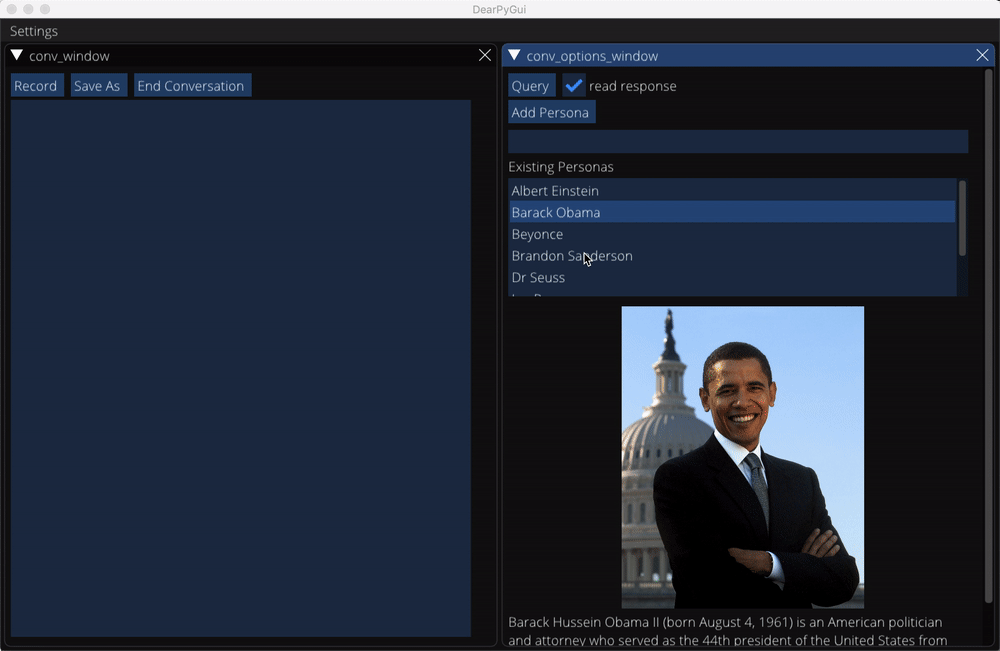 DearPyGui
Settings
conv_window
Record
Save As
End Conversation
conv_options_window
Query
read response
Add Persona
Existing Personas
Albert Einstein
Barack Obama
Beyonce
Brandon Sanderson
Dr Seuss
Barack Hussein Obama II (born August 4, 1961) is an American politician
and attorney who served as the 44th president of the United States from